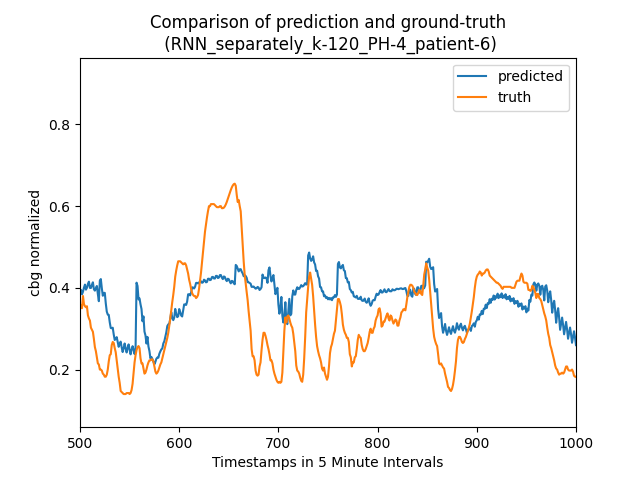 Comparison of prediction and ground-truth
(RNN_separately_k-120_PH-4_patient-6)
predicted
truth
cbg normalized
0.8
0.6
0.4
0.2
500
600
700
800
900
1000
Timestamps in 5 Minute Intervals